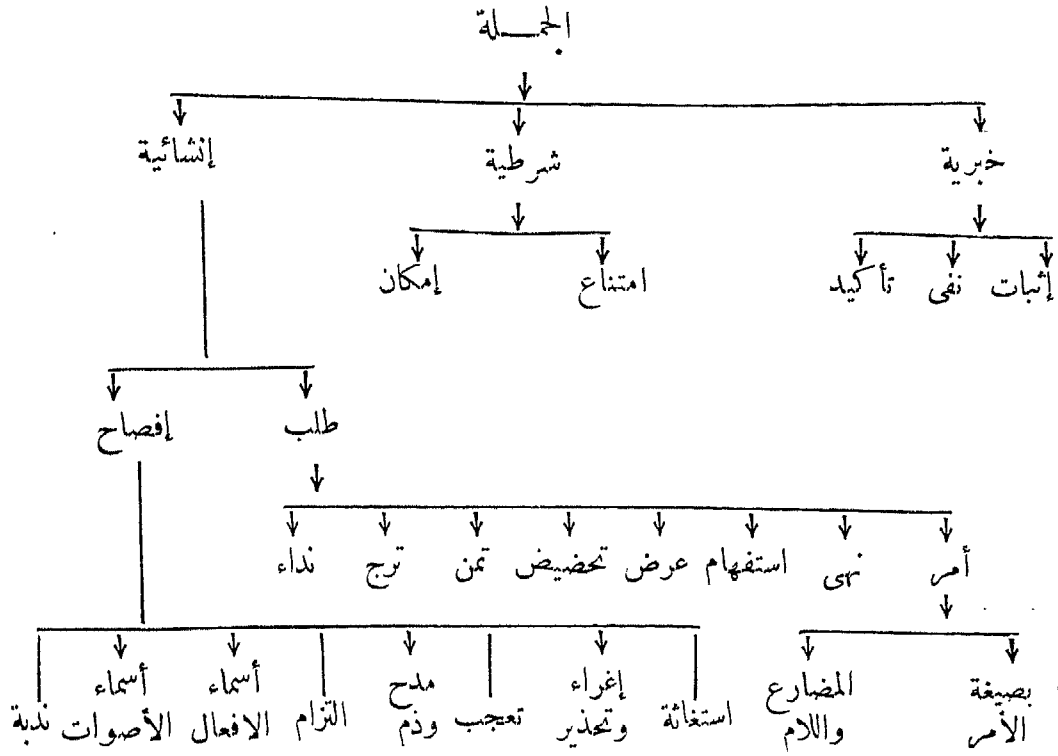 الجملة
خبرية شرطية إنشائية
إثبات نفى تأكيد امتناع إمكان
طلب إفصاح
أمر نهى استفهام عرض تحضيض تمن ترج نداء
بصيغة المضارع إغراء مدح أسماء أسماء
الأمر واللام استغاثة وتحذير تعجب وذم التزام الافعال الأصوات ندبة